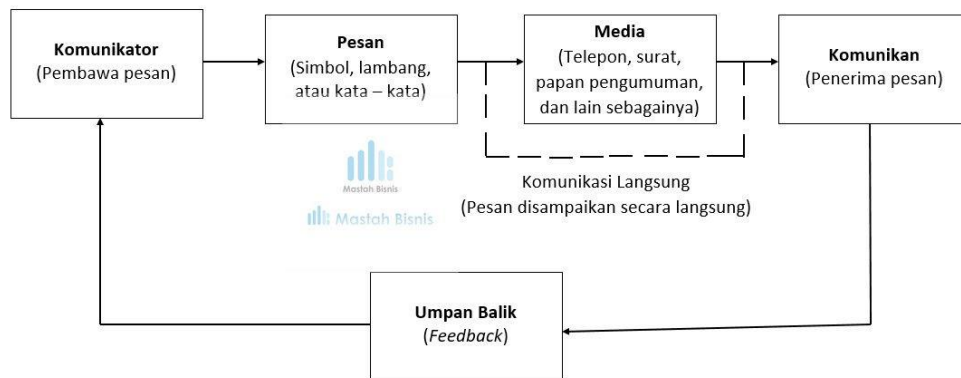 Komunikator
(Pembawa pesan)
Pesan
(Simbol, lambang,
atau kata – kata)
Media
(Telepon, surat,
papan pengumuman,
dan lain sebagainya)
Komunikan
(Penerima pesan)
Komunikasi Langsung
(Pesan disampaikan secara langsung)
Mastah Bisnis
Mastah Bisnis
Umpan Balik
(Feedback)